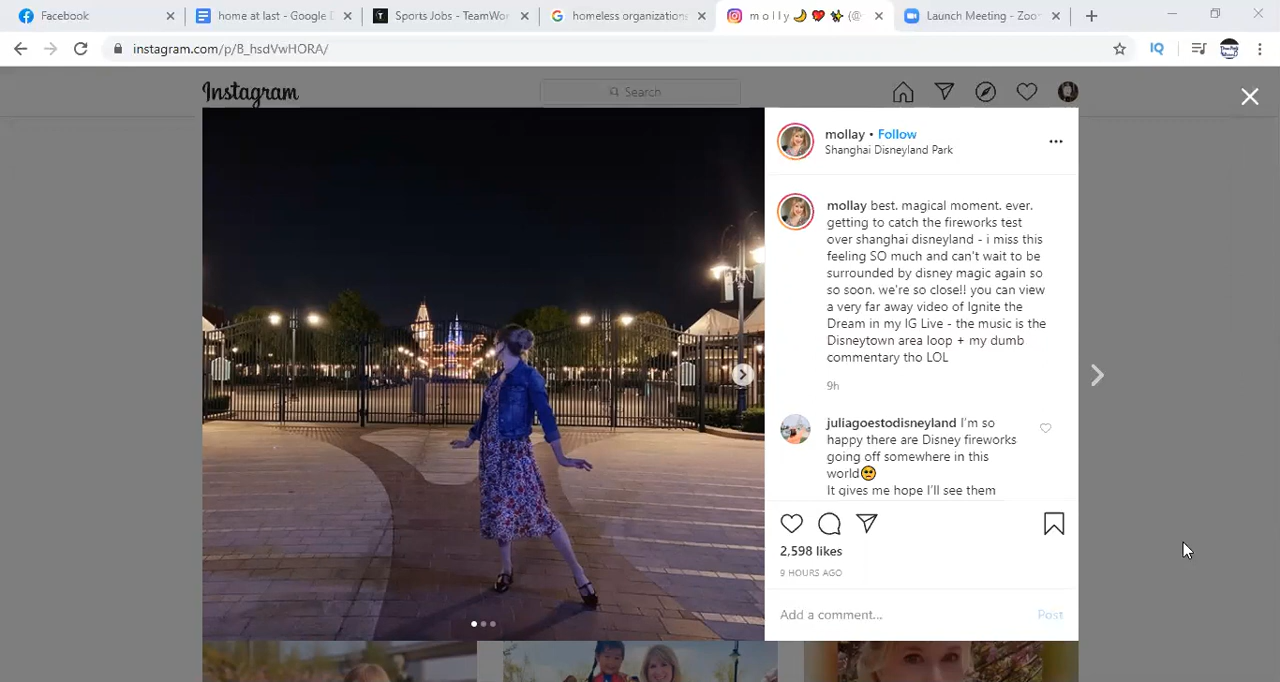 Facebook
home at last - Google D
Sports Jobs - TeamWor
homeless organization
m o l l y 🌙 ❤️ ✨ (@
Launch Meeting - Zoo
instagram.com/p/B_hsdVwHORA/
IQ
Instagram
Search
mollay • Follow
Shanghai Disneyland Park
mollay best. magical moment. ever.
getting to catch the fireworks test
over shanghai disneyland - i miss this
feeling SO much and can't wait to be
surrounded by disney magic again so
so soon. we're so close!! you can view
a very far away video of Ignite the
Dream in my IG Live - the music is the
Disneytown area loop + my dumb
commentary tho LOL
9h
juliagoestodisneyland I'm so
happy there are Disney fireworks
going off somewhere in this
world🥺
It gives me hope I'll see them
2,598 likes
9 HOURS AGO
Add a comment...
Post